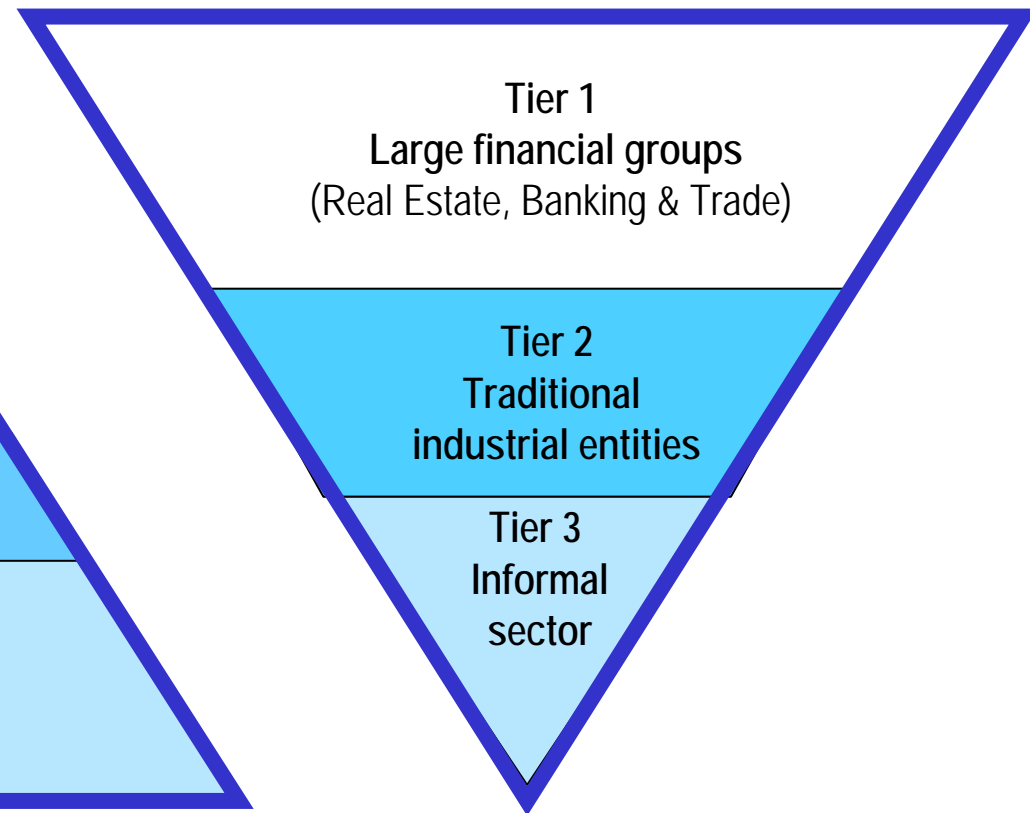 Tier 1
Large financial groups
(Real Estate, Banking & Trade)
Tier 2
Traditional
industrial entities
Tier 3
Informal
sector